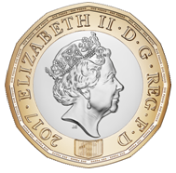 2017 · ELIZABETH II · D · G · REG · F · D ·